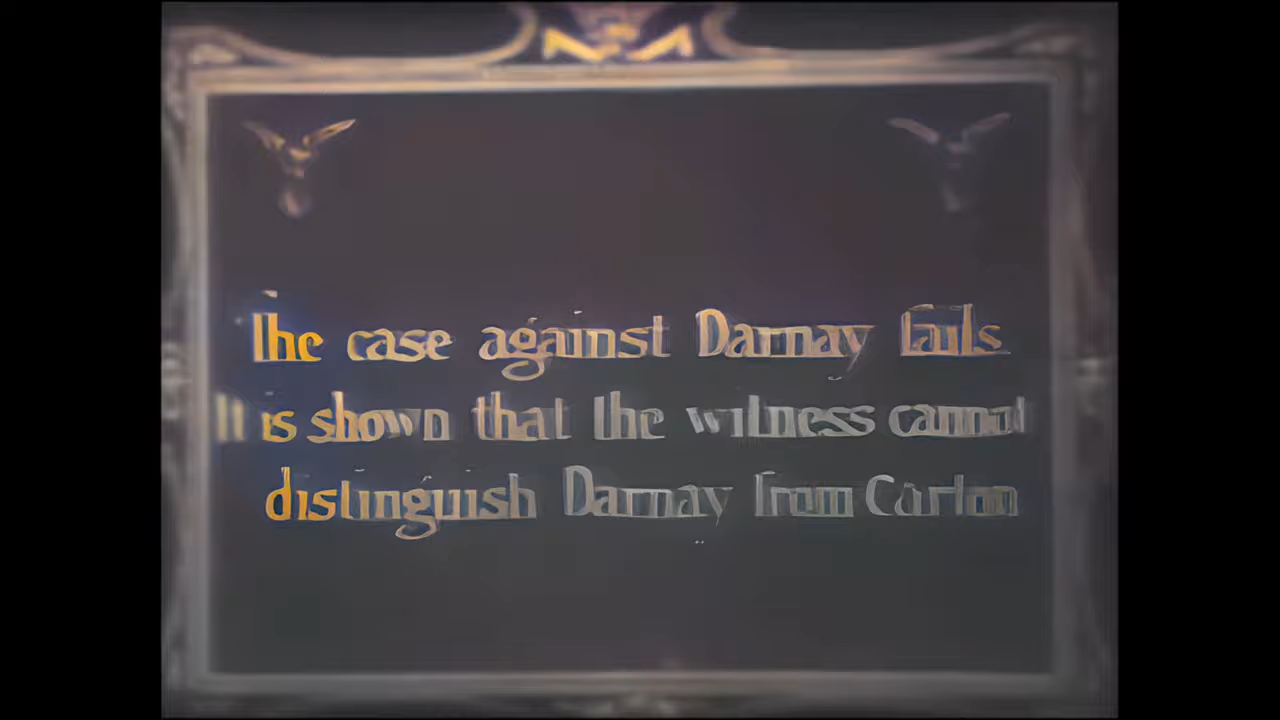 The case against Darnay fails
It is shown that the witness cannot
distinguish Darnay from Carton